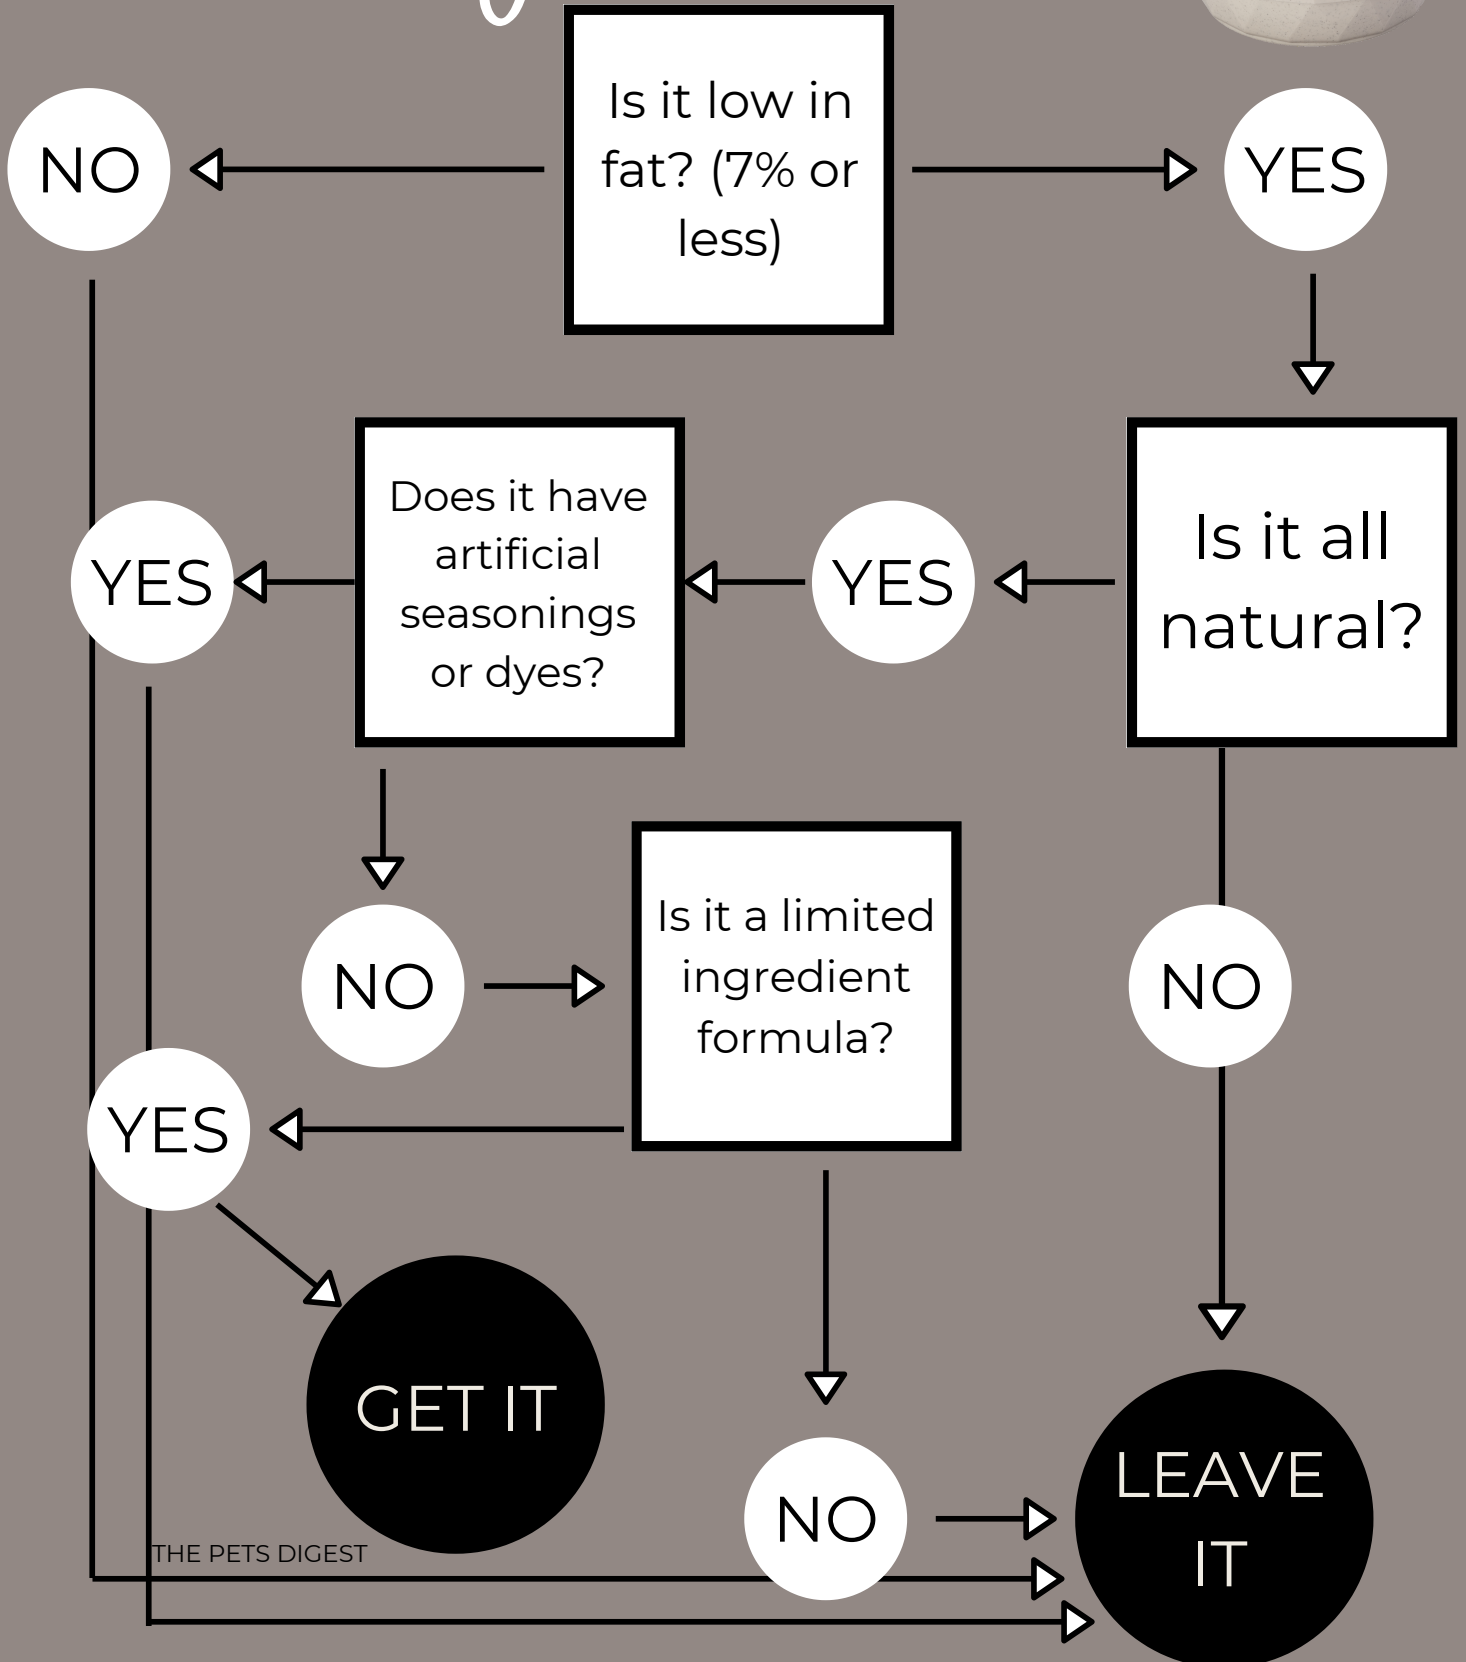 Is it low in
fat? (7% or
less)
NO
YES
Does it have
artificial
seasonings
or dyes?
YES
YES
Is it all
natural?
Is it a limited
ingredient
formula?
NO
NO
YES
GET IT
LEAVE
IT
NO
THE PETS DIGEST